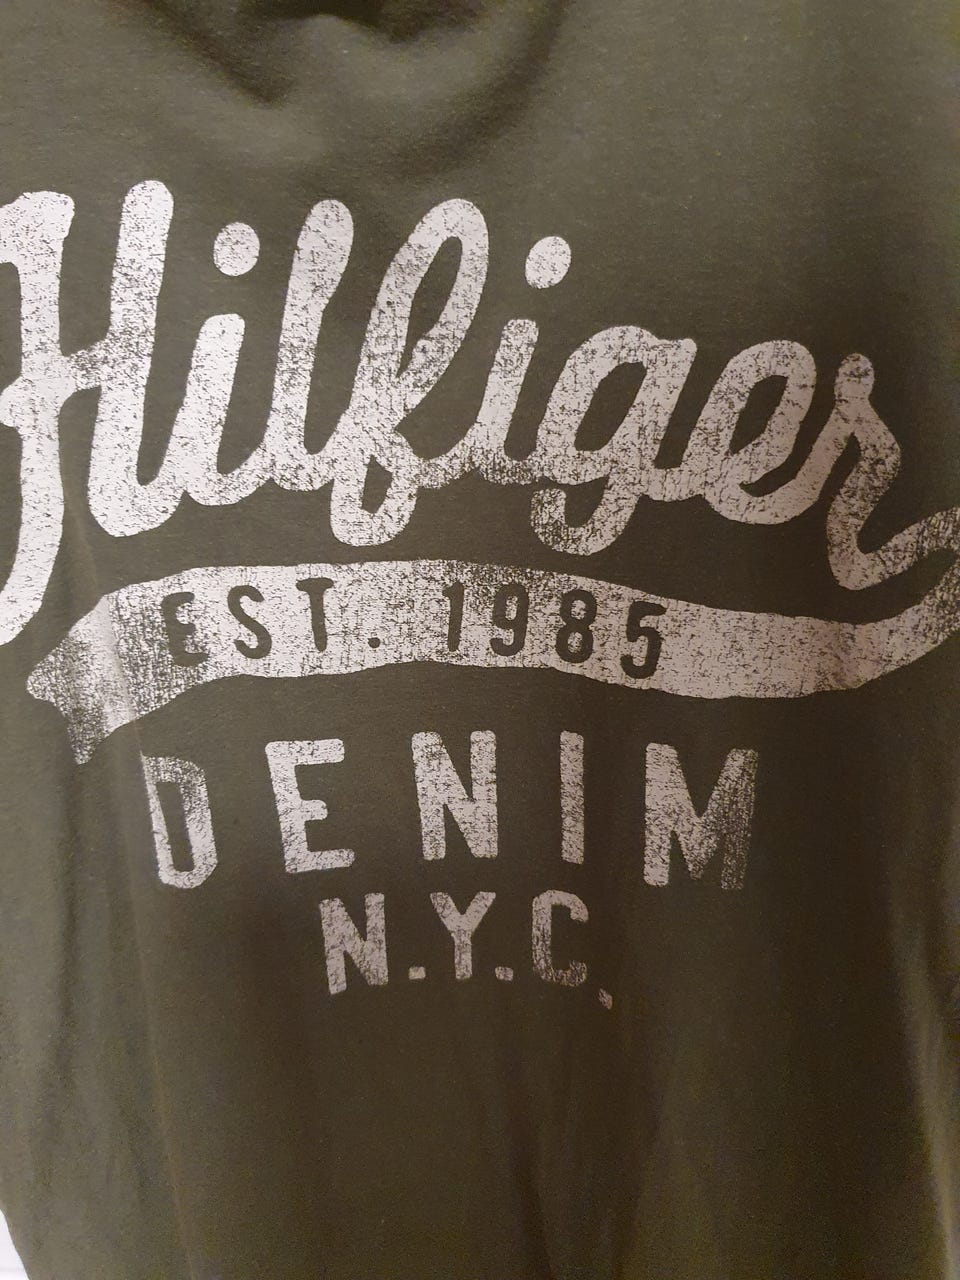 Hilfiger
EST. 1985
DENIM
N.Y.C.